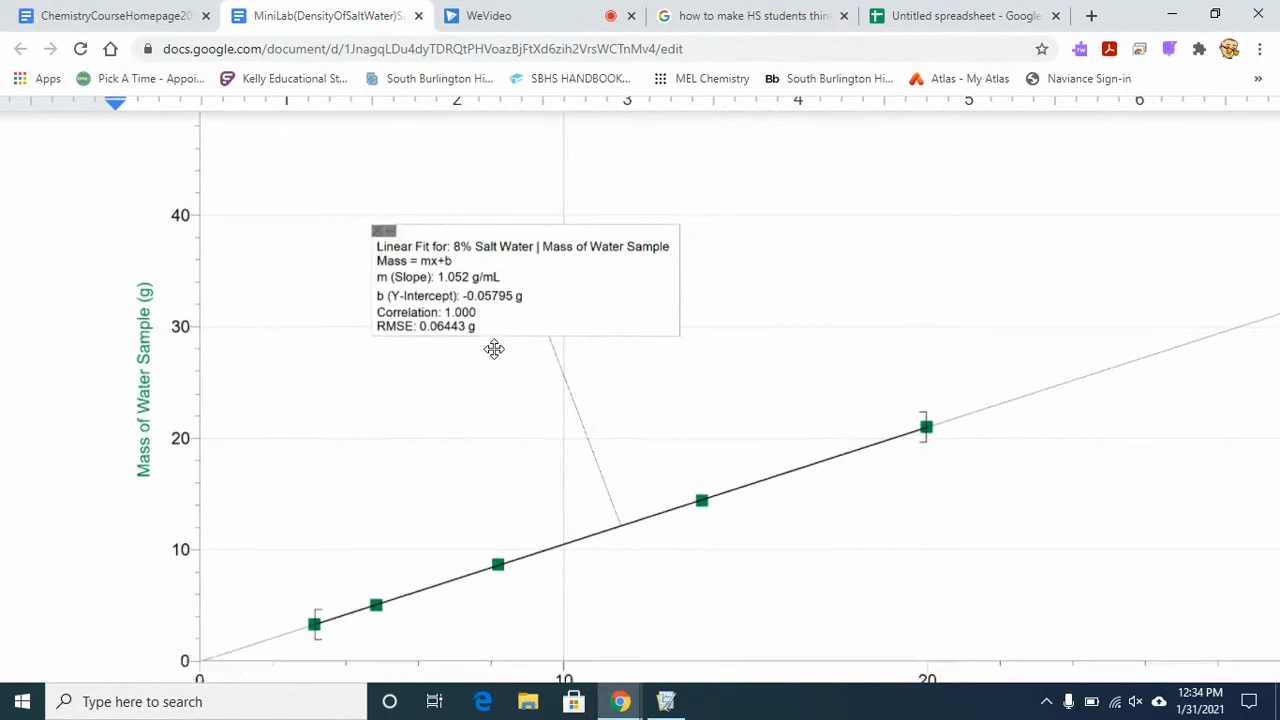 ChemistryCourseHomepage20
MiniLab(DensityOfSaltWater)S
WeVideo
how to make HS students thin
Untitled spreadsheet - Google
docs.google.com/document/d/1JnagqLDu4dyTDRQtPHVoazBjFtXd6zih2VrsWCTnMv4/edit
Apps
Pick A Time - Appoi...
Kelly Educational St...
South Burlington Hi...
SBHS HANDBOOK...
MEL Chemistry
Bb South Burlington Hi...
Atlas - My Atlas
Naviance Sign-in
»
1 2 3 4 5 6
40
Linear Fit for: 8% Salt Water | Mass of Water Sample
Mass = mx+b
m (Slope): 1.052 g/mL
b (Y-Intercept): -0.05795 g
Correlation: 1.000
RMSE: 0.06443 g
30
Mass of Water Sample (g)
20
10
0
0 10 20
Type here to search
12:34 PM
1/31/2021